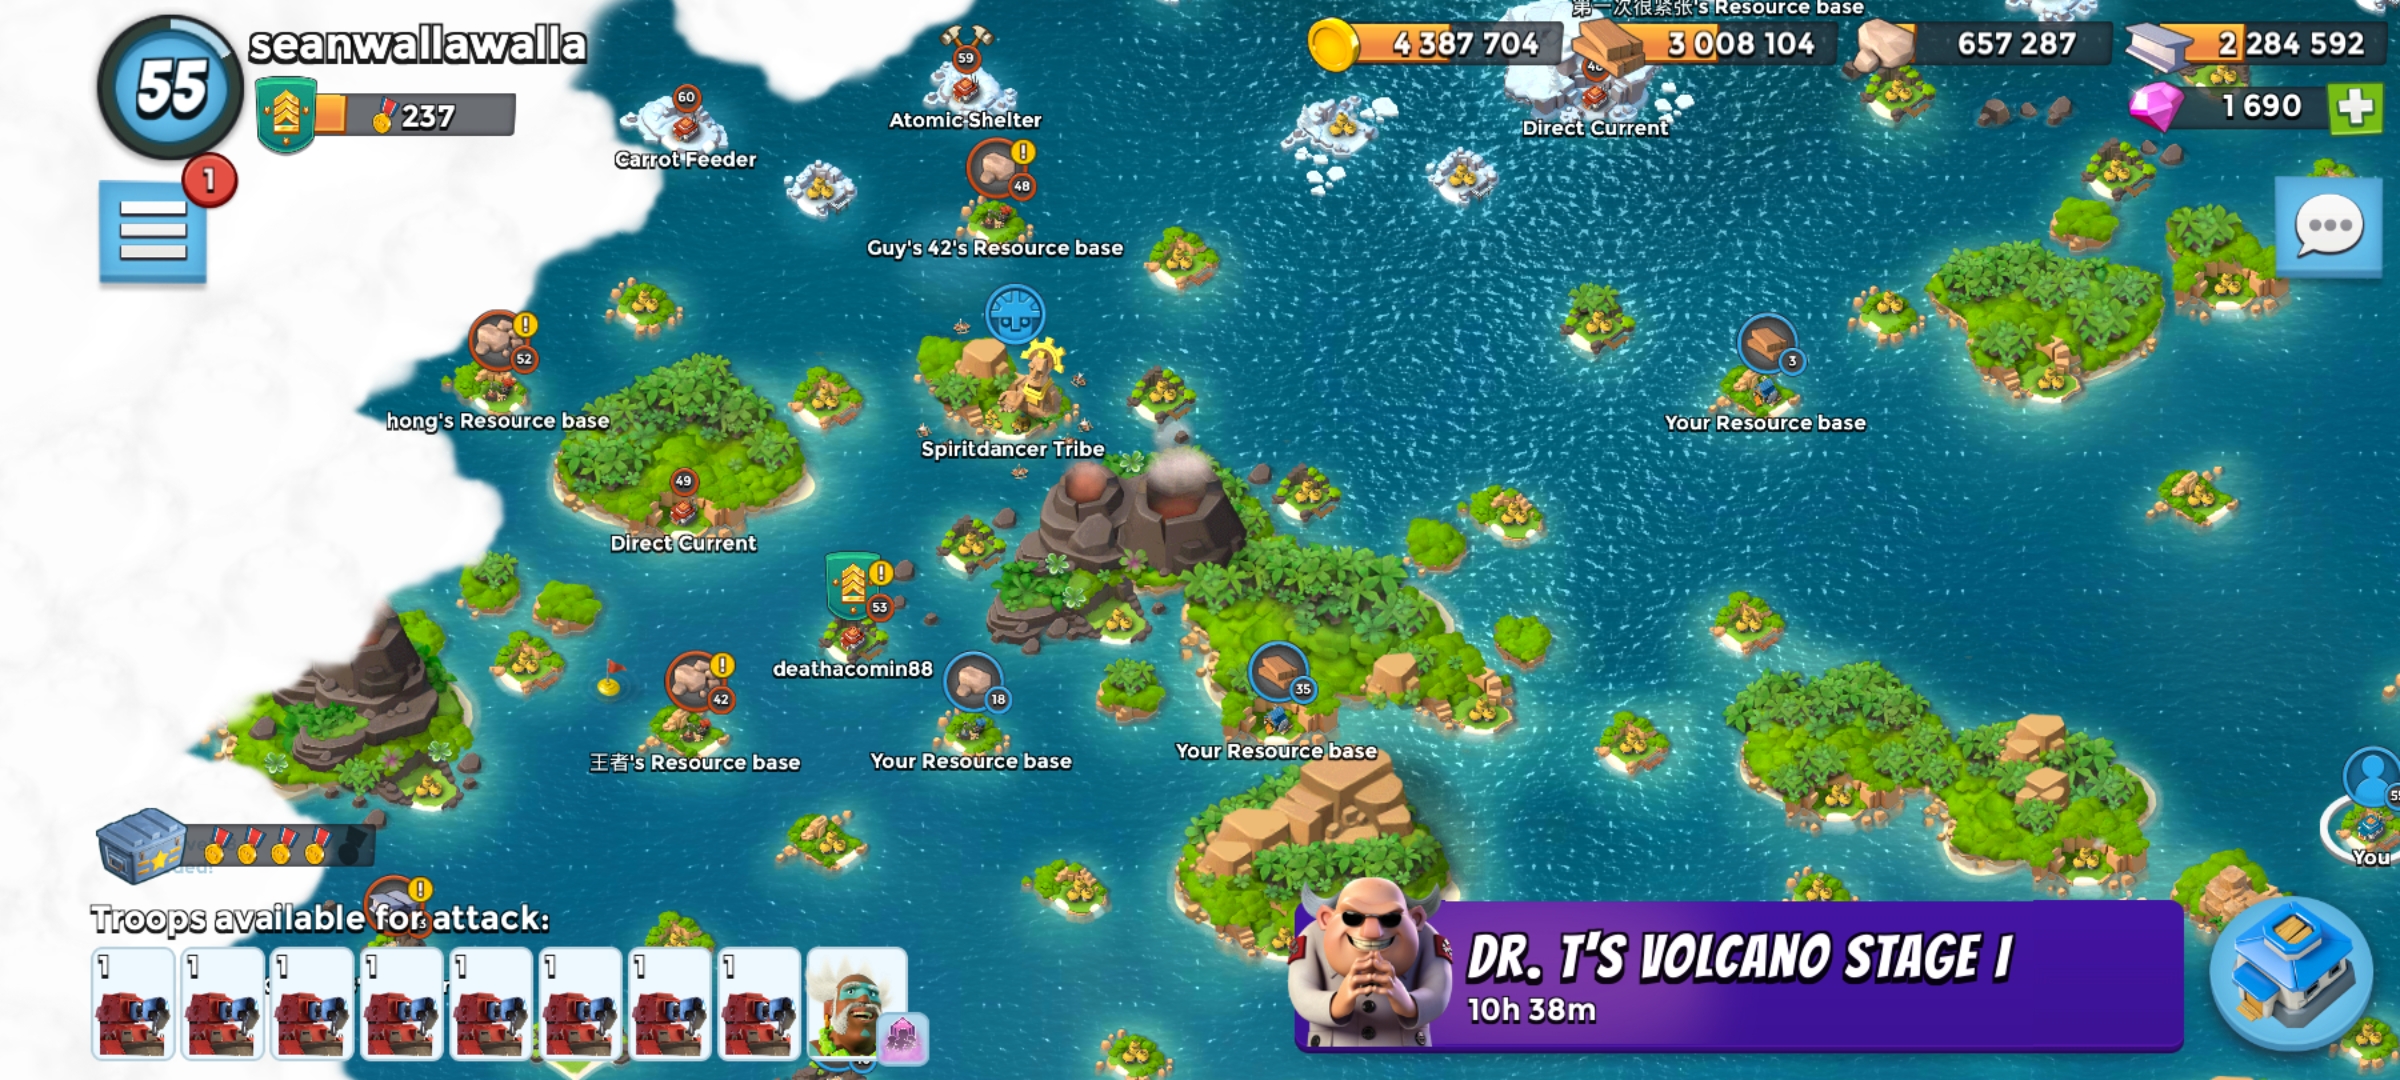 第一次很紧张's Resource base
55
seanwallawalla
237
1
4 387 704
3 008 104
657 287
2 284 592
1 690
59
Atomic Shelter
60
Carrot Feeder
Direct Current
!
48
Guy's 42's Resource base
!
52
hong's Resource base
3
Your Resource base
Spiritdancer Tribe
49
Direct Current
!
53
deathacomin88
!
42
王者's Resource base
18
Your Resource base
35
Your Resource base
You
!
Troops available for attack:
1 1 1 1 1 1 1 1
DR. T'S VOLCANO STAGE I
10h 38m